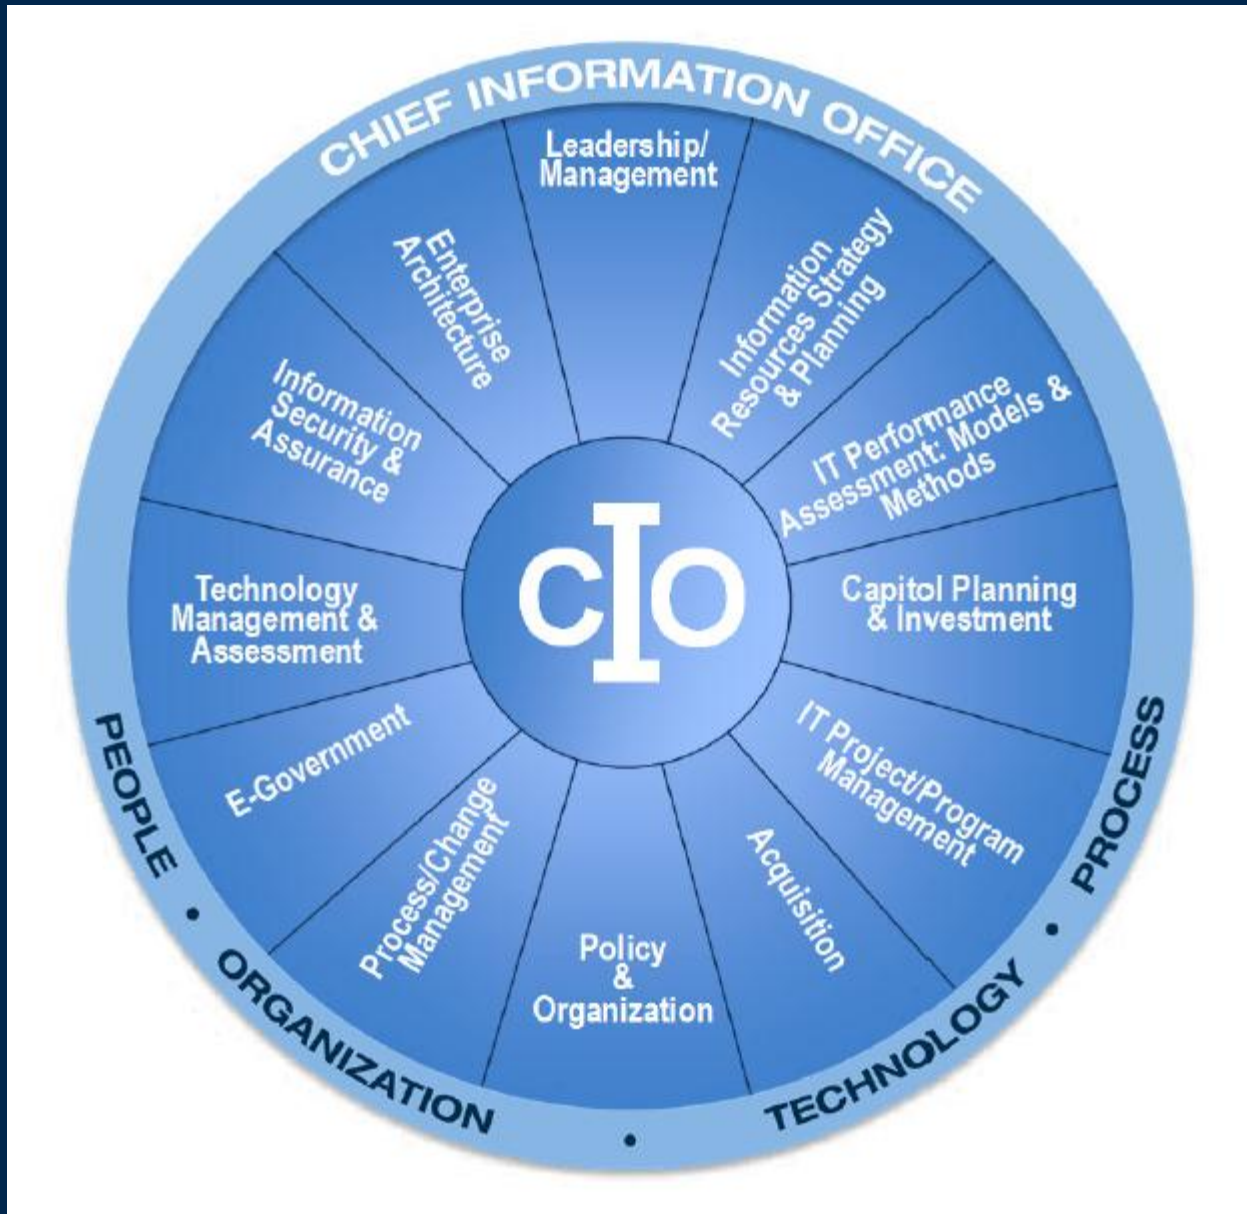 CHIEF INFORMATION OFFICE
Leadership/
Management
Information
Resources Strategy
& Planning
IT Performance
Assessment: Models &
Methods
Capitol Planning
& Investment
IT Project/Program
Management
Acquisition
Policy
&
Organization
Process/Change
Management
E-Government
Technology
Management &
Assessment
Information
Security &
Assurance
Enterprise
Architecture
CIO
PEOPLE • ORGANIZATION • TECHNOLOGY • PROCESS